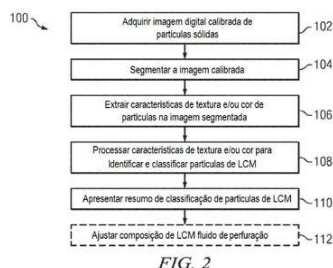 100
Adquirir imagem digital calibrada de
partículas sólidas
102
Segmentar a imagem calibrada
104
Extrair características de textura e/ou cor de
partículas na imagem segmentada
106
Processar características de textura e/ou cor para
Identificar e classificar partículas de LCM
108
Apresentar resumo de classificação de partículas de LCM
110
Ajustar composição de LCM fluido de perfuração
112
FIG. 2